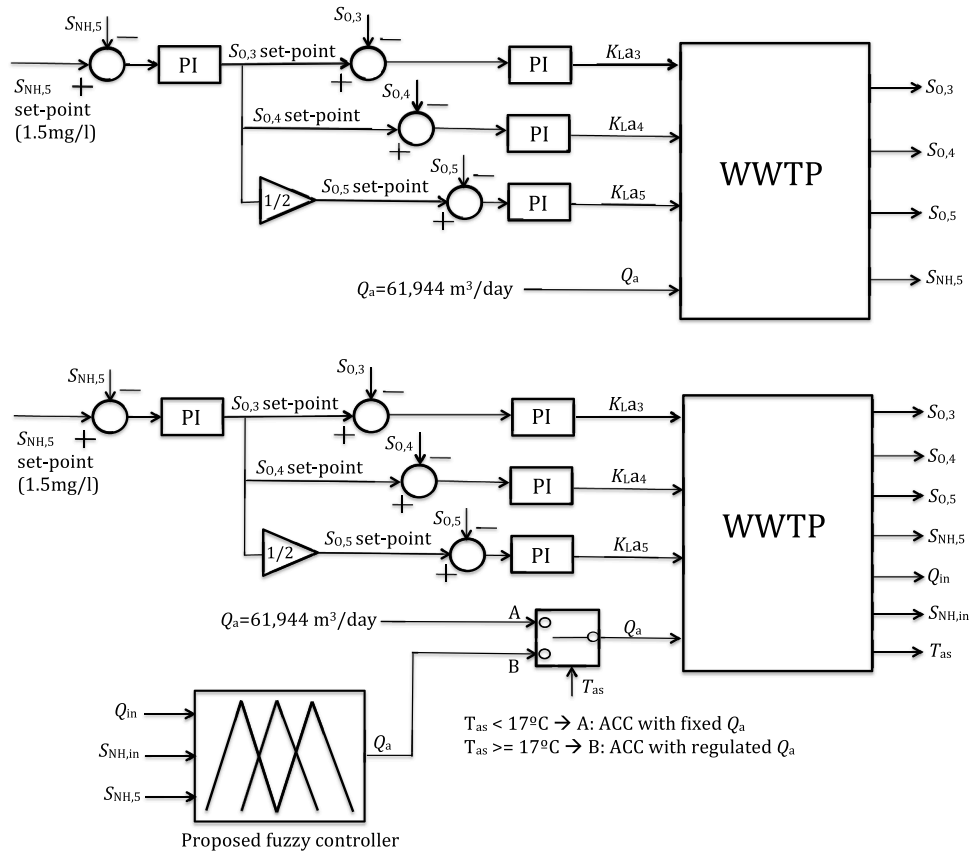 S_NH,5
S_O,3
S_NH,5
set-point
(1.5mg/l)
PI
S_O,3 set-point
PI
K_La_3
S_O,4 set-point
S_O,4
PI
K_La_4
1/2
S_O,5 set-point
S_O,5
PI
K_La_5
Q_a=61,944 m³/day
Q_a
WWTP
S_O,3
S_O,4
S_O,5
S_NH,5
S_NH,5
S_O,3
S_NH,5
set-point
(1.5mg/l)
PI
S_O,3 set-point
PI
K_La_3
S_O,4 set-point
S_O,4
PI
K_La_4
1/2
S_O,5 set-point
S_O,5
PI
K_La_5
WWTP
S_O,3
S_O,4
S_O,5
S_NH,5
Q_in
S_NH,in
T_as
Q_a=61,944 m³/day
A
B
Q_a
T_as
T_as < 17ºC → A: ACC with fixed Q_a
T_as >= 17ºC → B: ACC with regulated Q_a
Q_in
S_NH,in
S_NH,5
Q_a
Proposed fuzzy controller